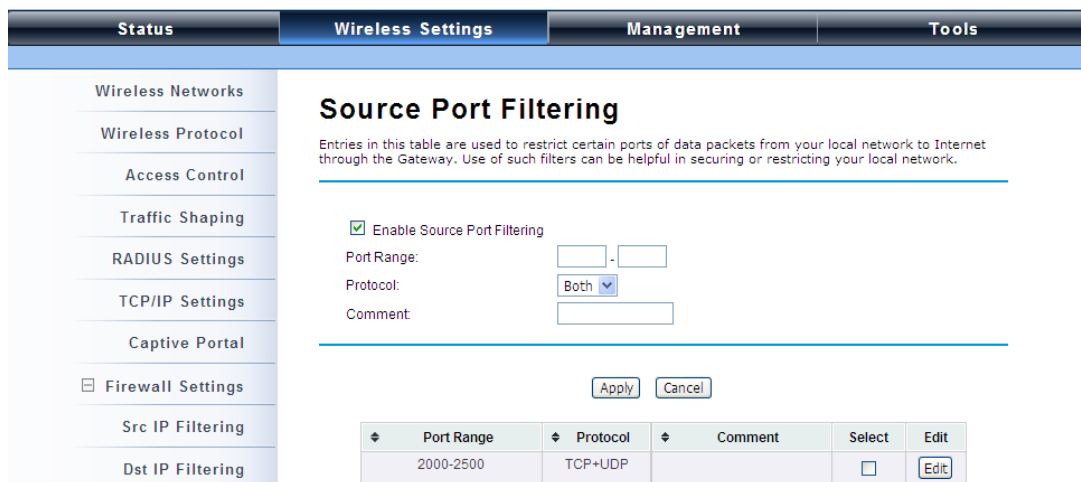 Status Wireless Settings Management Tools
Wireless Networks
Wireless Protocol
Access Control
Traffic Shaping
RADIUS Settings
TCP/IP Settings
Captive Portal
Firewall Settings
Src IP Filtering
Dst IP Filtering
Source Port Filtering
Entries in this table are used to restrict certain ports of data packets from your local network to Internet
through the Gateway. Use of such filters can be helpful in securing or restricting your local network.
Enable Source Port Filtering
Port Range: -
Protocol: Both
Comment:
Apply Cancel
Port Range Protocol Comment Select Edit
2000-2500 TCP+UDP Edit